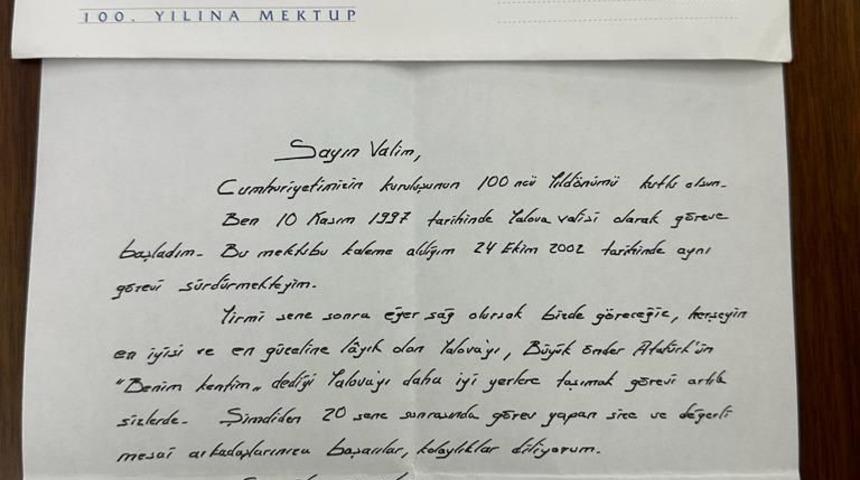 100. YILINA MEKTUP
Sayın Valim,
Cumhuriyetimizin kuruluşunun 100 ncü Yıldönümü kutlu olsun.
Ben 10 Kasım 1997 tarihinde Yalova Valisi olarak göreve
başladım. Bu mektubu kaleme aldığım 24 Ekim 2002 tarihinde aynı
görevi sürdürmekteyim.
Yirmi sene sonra eğer sağ olursak bizde göreceğiz, herşeyin
en iyisi ve en güzeline lâyık olan Yalova'yı, Büyük önder Atatürk'ün
"Benim kentim" dediği Yalova'yı daha iyi yerlere taşımak görevi artık
sizlerde. Şimdiden 20 sene sonrasında görev yapan size ve değerli
mesai arkadaşlarınıza başarılar, kolaylıklar diliyorum.